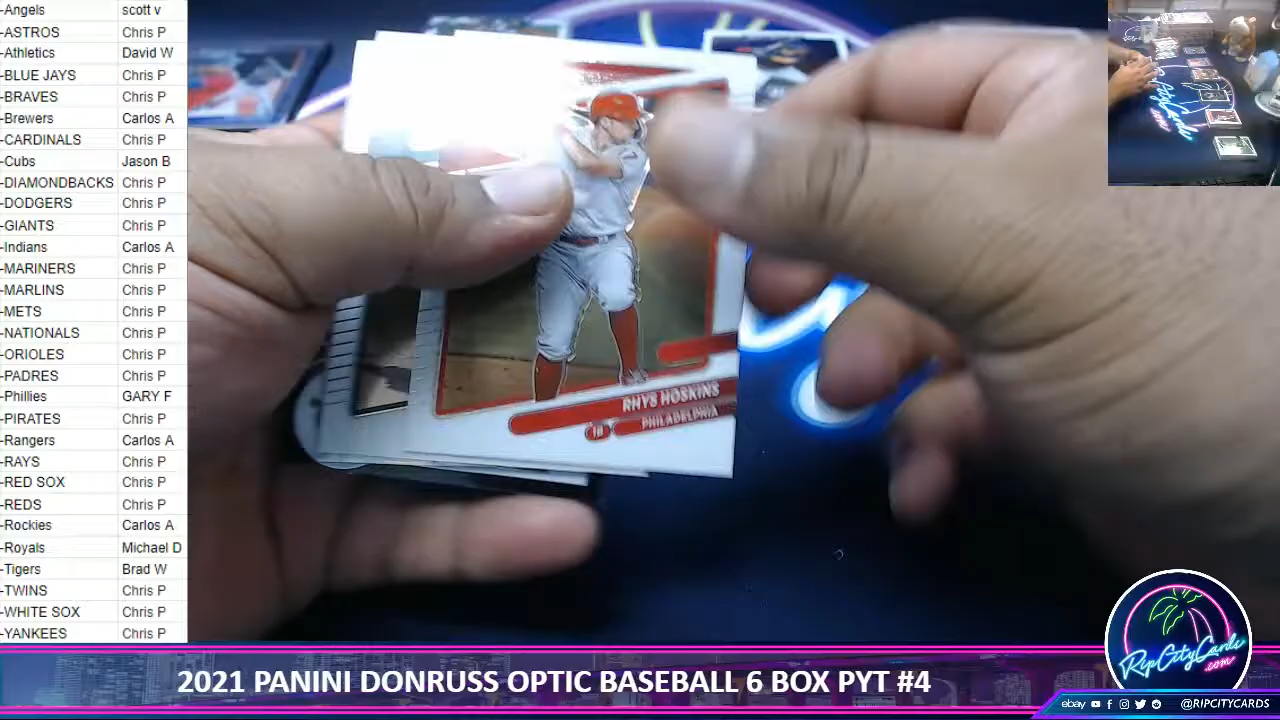 -Angels scott v
-ASTROS Chris P
-Athletics David W
-BLUE JAYS Chris P
-BRAVES Chris P
-Brewers Carlos A
-CARDINALS Chris P
-Cubs Jason B
-DIAMONDBACKS Chris P
-DODGERS Chris P
-GIANTS Chris P
-Indians Carlos A
-MARINERS Chris P
-MARLINS Chris P
-METS Chris P
-NATIONALS Chris P
-ORIOLES Chris P
-PADRES Chris P
-Phillies GARY F
-PIRATES Chris P
-Rangers Carlos A
-RAYS Chris P
-RED SOX Chris P
-REDS Chris P
-Rockies Carlos A
-Royals Michael D
-Tigers Brad W
-TWINS Chris P
-WHITE SOX Chris P
-YANKEES Chris P
RHYS HOSKINS
1B PHILADELPHIA
RipCityCards
.com
2021 PANINI DONRUSS OPTIC BASEBALL 6 BOX PYT #4
ebay @RIPCITYCARDS